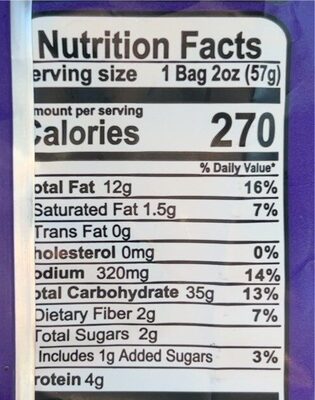 Nutrition Facts
erving size 1 Bag 2oz (57g)
mount per serving
Calories 270
% Daily Value*
otal Fat 12g 16%
Saturated Fat 1.5g 7%
Trans Fat 0g
holesterol 0mg 0%
odium 320mg 14%
otal Carbohydrate 35g 13%
Dietary Fiber 2g 7%
Total Sugars 2g
Includes 1g Added Sugars 3%
rotein 4g